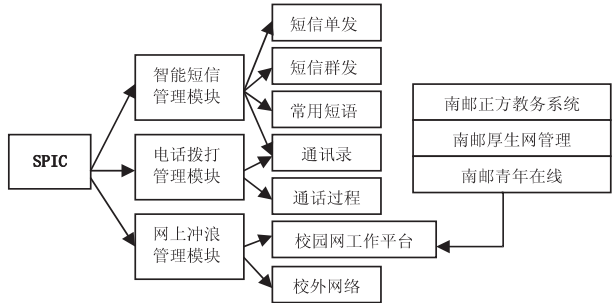 SPIC
智能短信
管理模块
电话拨打
管理模块
网上冲浪
管理模块
短信单发
短信群发
常用短语
通讯录
通话过程
校园网工作平台
校外网络
南邮正方教务系统
南邮厚生网管理
南邮青年在线